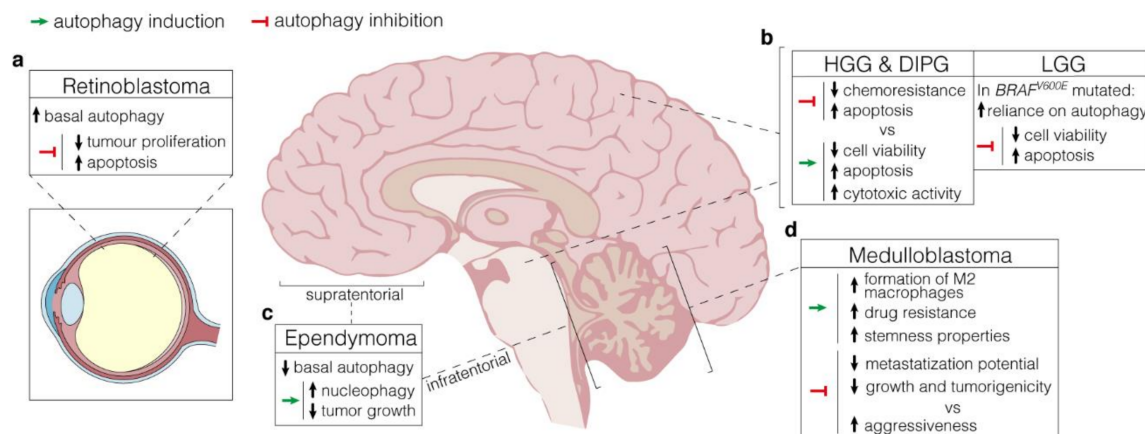 autophagy induction
autophagy inhibition
a
Retinoblastoma
↑ basal autophagy
↓ tumour proliferation
↑ apoptosis
b
HGG & DIPG
↓ chemoresistance
↑ apoptosis
vs
↓ cell viability
↑ apoptosis
↑ cytotoxic activity
LGG
In BRAF^V600E mutated:
↑ reliance on autophagy
↓ cell viability
↑ apoptosis
supratentorial
c
Ependymoma
↓ basal autophagy
↑ nucleophagy
↓ tumor growth
infratentorial
d
Medulloblastoma
↑ formation of M2
macrophages
↑ drug resistance
↑ stemness properties
↓ metastatization potential
↓ growth and tumorigenicity
vs
↑ aggressiveness